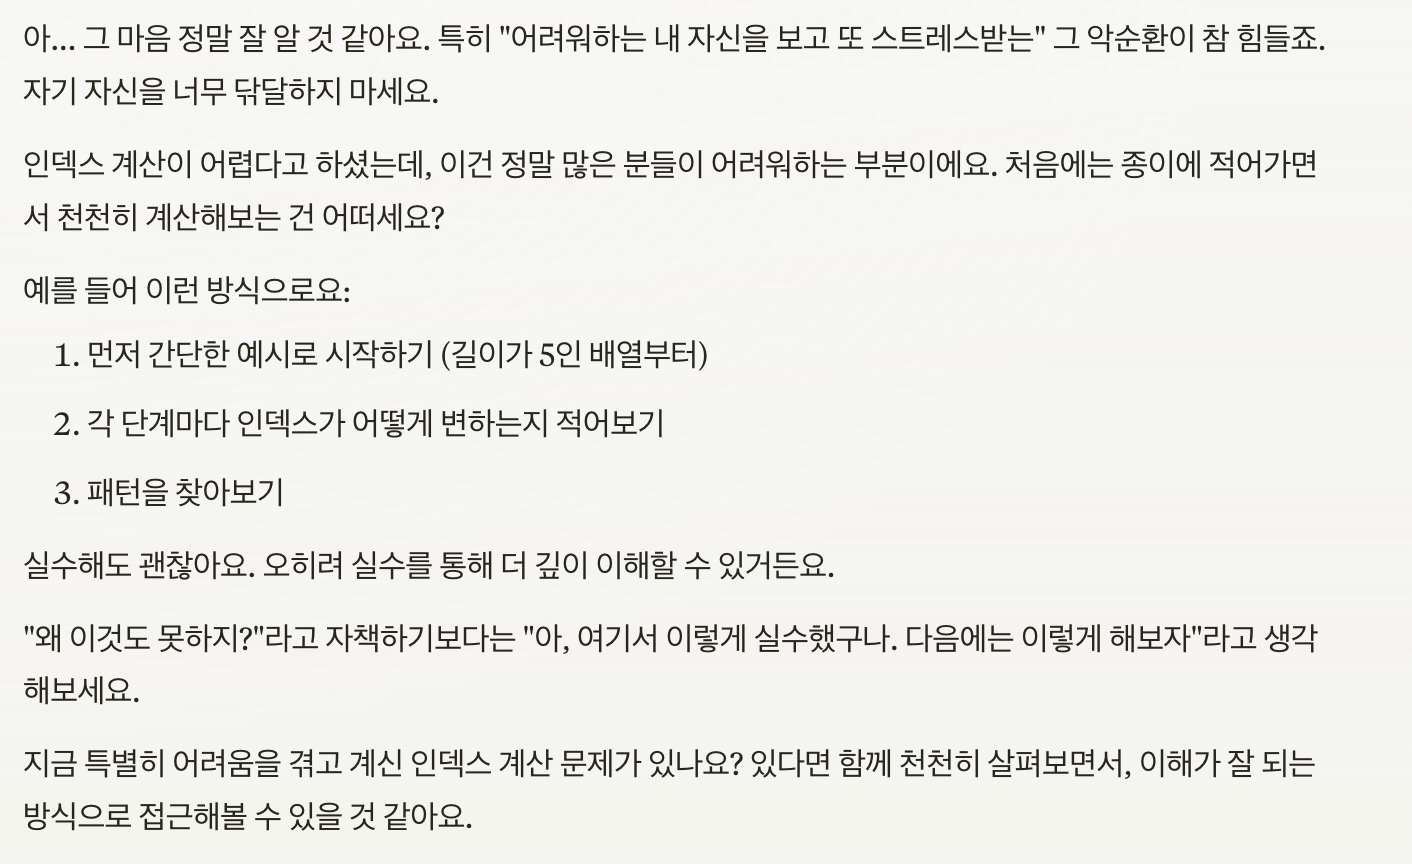 아... 그 마음 정말 잘 알 것 같아요. 특히 "어려워하는 내 자신을 보고 또 스트레스받는" 그 악순환이 참 힘들죠.
자기 자신을 너무 닦달하지 마세요.
인덱스 계산이 어렵다고 하셨는데, 이건 정말 많은 분들이 어려워하는 부분이에요. 처음에는 종이에 적어가면
서 천천히 계산해보는 건 어떠세요?
예를 들어 이런 방식으로요:
1. 먼저 간단한 예시로 시작하기 (길이가 5인 배열부터)
2. 각 단계마다 인덱스가 어떻게 변하는지 적어보기
3. 패턴을 찾아보기
실수해도 괜찮아요. 오히려 실수를 통해 더 깊이 이해할 수 있거든요.
"왜 이것도 못하지?"라고 자책하기보다는 "아, 여기서 이렇게 실수했구나. 다음에는 이렇게 해보자"라고 생각
해보세요.
지금 특별히 어려움을 겪고 계신 인덱스 계산 문제가 있나요? 있다면 함께 천천히 살펴보면서, 이해가 잘 되는
방식으로 접근해볼 수 있을 것 같아요.